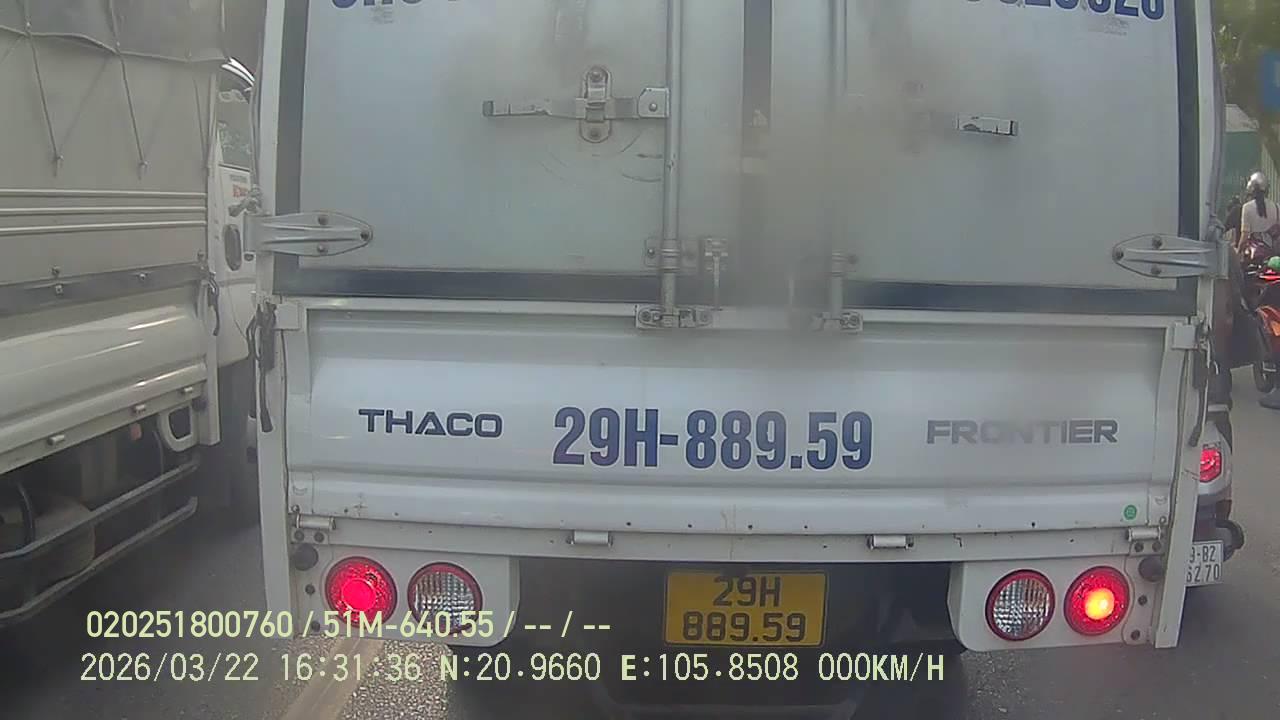 THACO
29H-889.59
FRONTIER
29H
889.59
020251800760 / 51M-640.55 / -- / --
2026/03/22 16:31:36 N:20.9660 E:105.8508 000KM/H